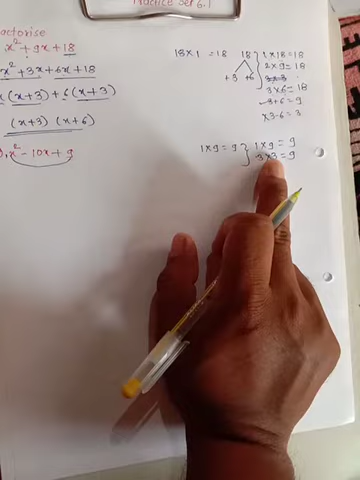 Practice Set 6.1
actorise
x² + 9x + 18
x² + 3x + 6x + 18
x (x+3) + 6 (x+3)
(x+3) (x+6)
x² - 10x + 9
18 x 1 = 18
18
+3 +6
1 x 18 = 18
2 x 9 = 18
3 x 6 = 18
3+6 = 9
x 3-6 = 3
1 x 9 = 9
1 x 9 = 9
3 x 3 = 9